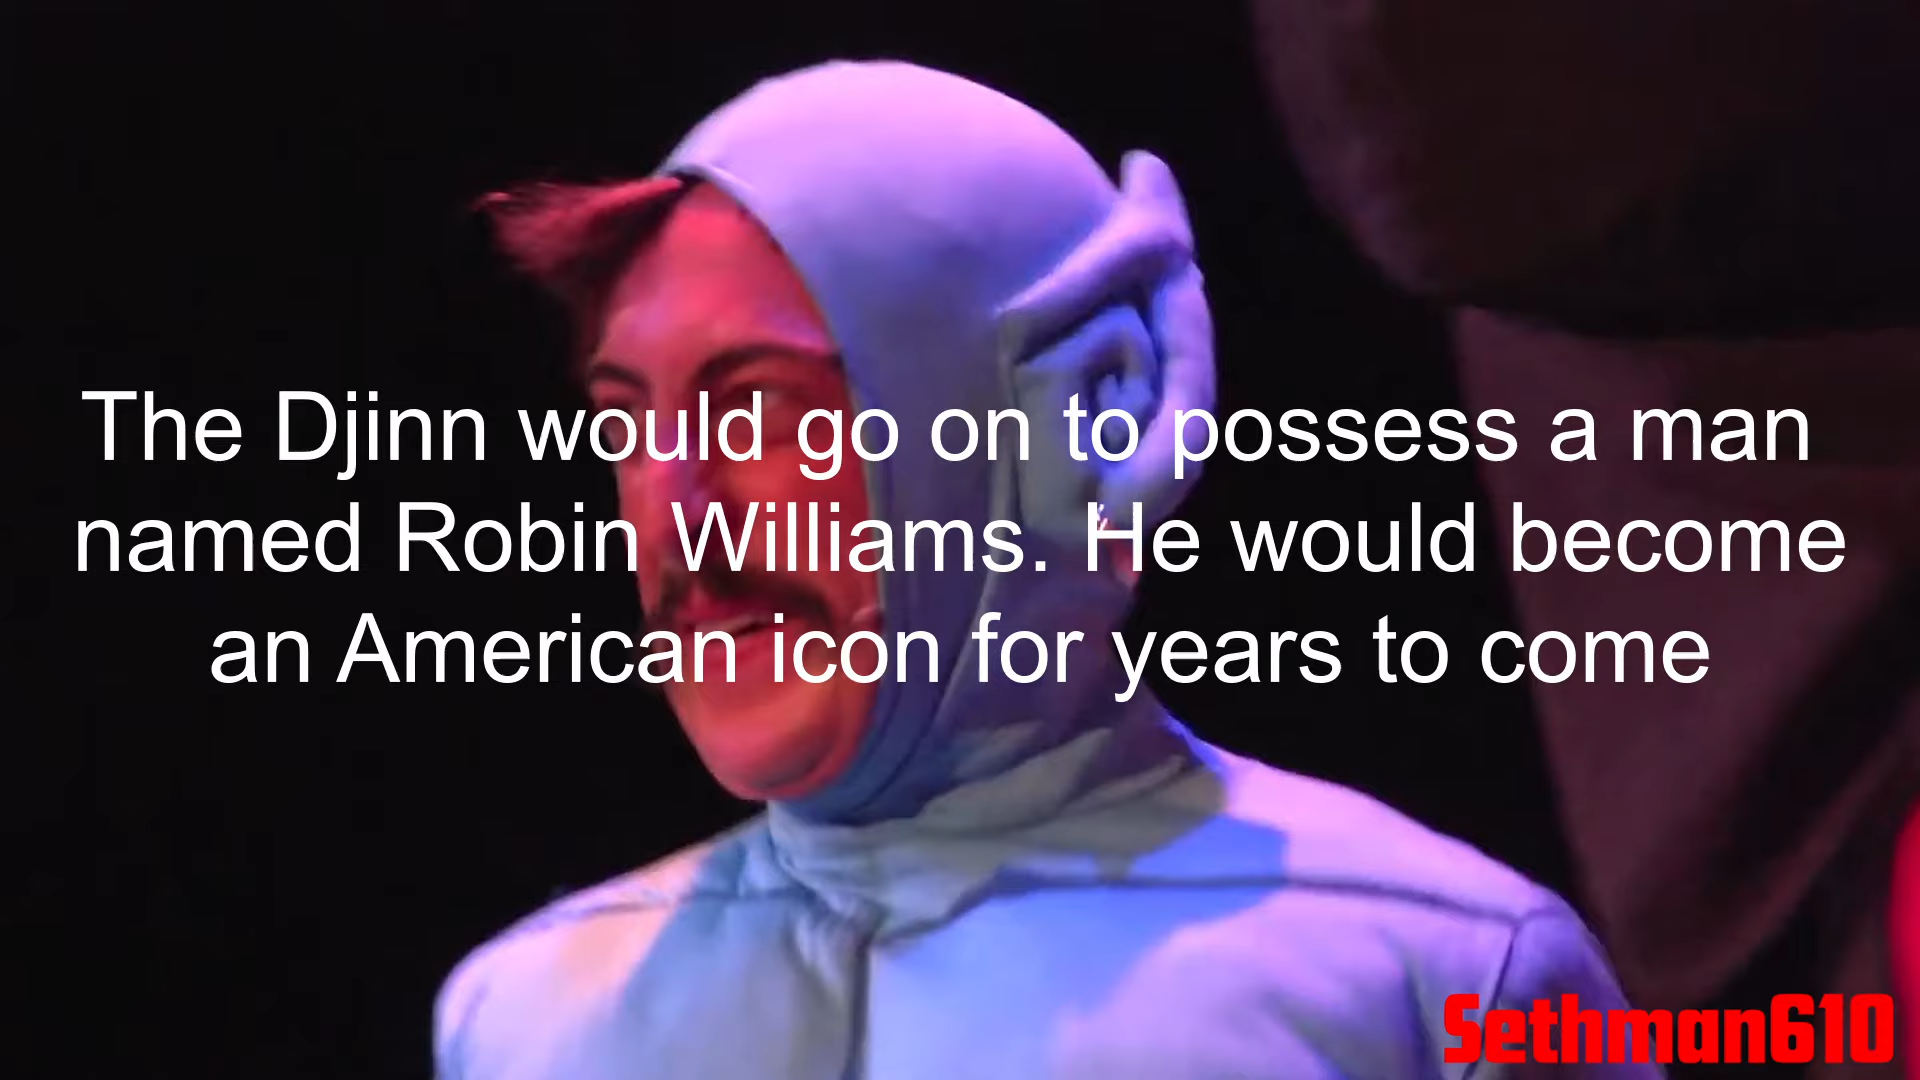 The Djinn would go on to possess a man
named Robin Williams. He would become
an American icon for years to come
Sethman610